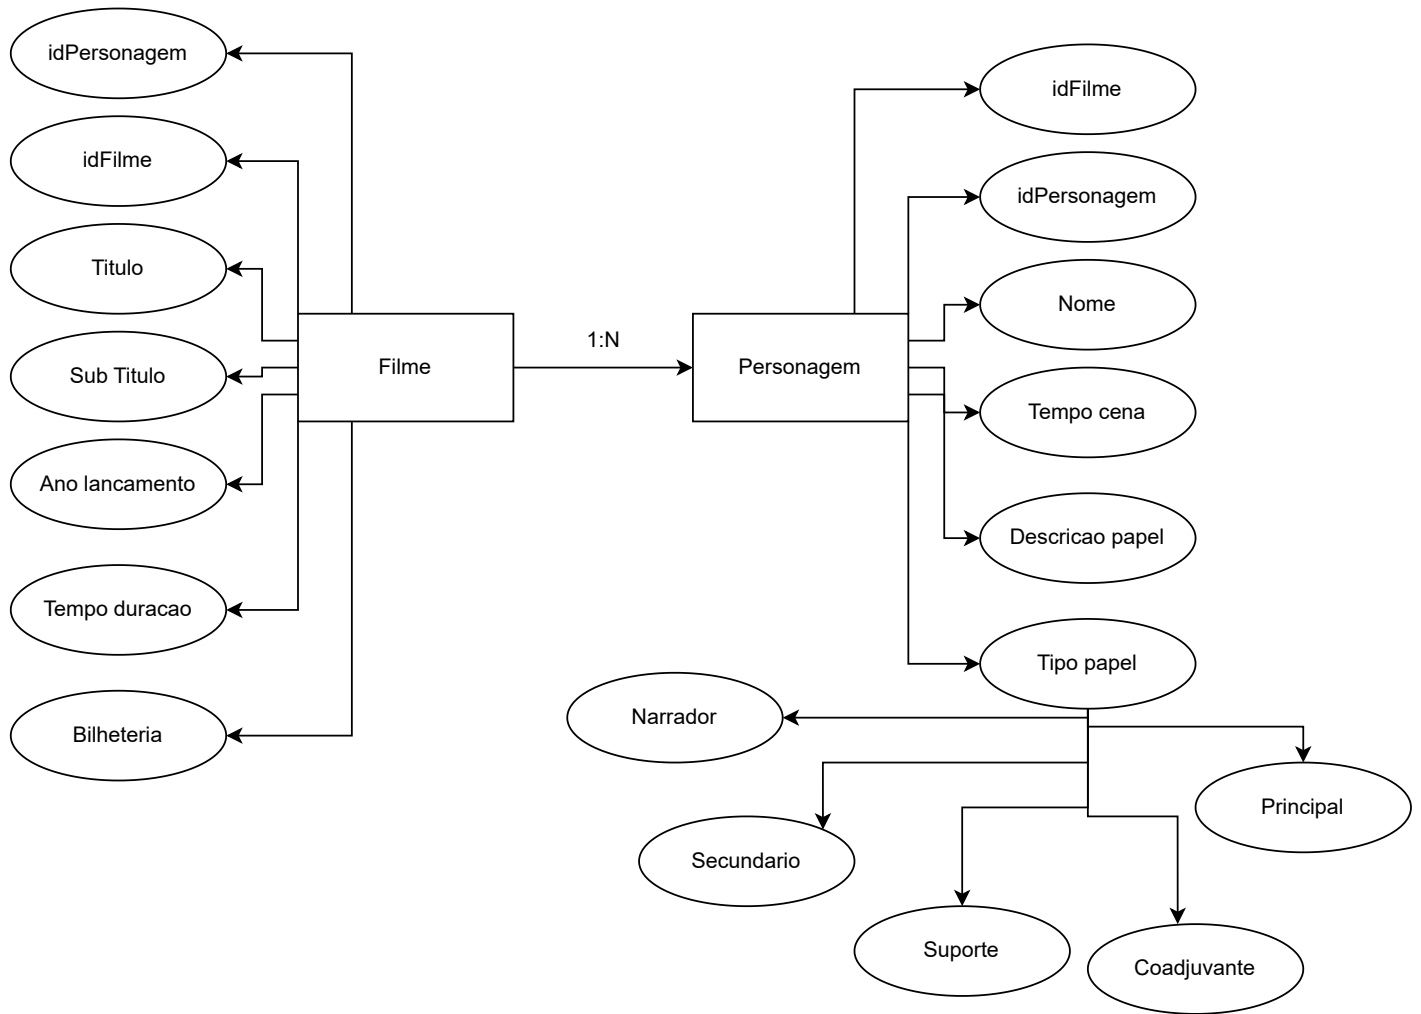 idPersonagem
idFilme
Titulo
Sub Titulo
Ano lancamento
Tempo duracao
Bilheteria
Filme
1:N
Personagem
idFilme
idPersonagem
Nome
Tempo cena
Descricao papel
Tipo papel
Narrador
Principal
Secundario
Suporte
Coadjuvante